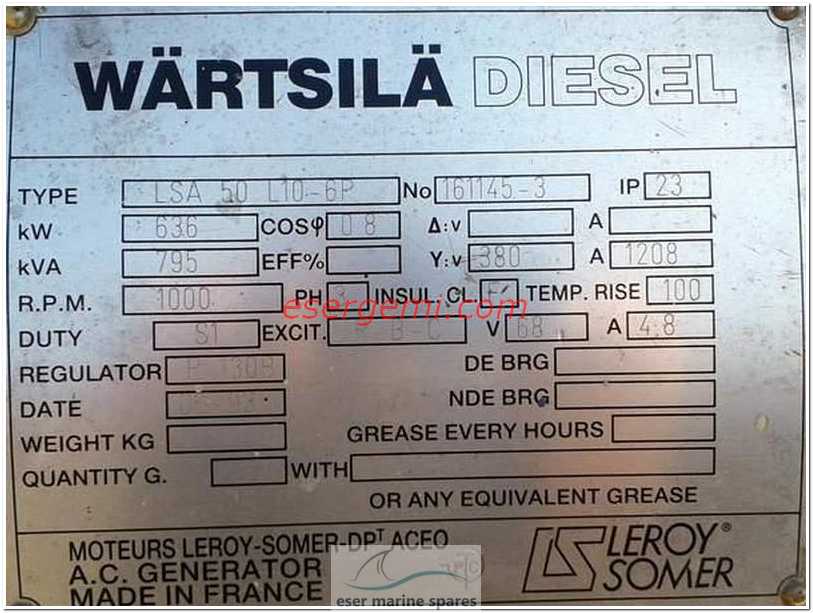 WÄRTSILÄ DIESEL
TYPE LSA 50 L10-6P No 161145-3 IP 23
kW 636 COSφ 0.8 Δ:v A
kVA 795 EFF% Y:v 380 A 1208
R.P.M. 1000 PH 3 INSUL. CL. TEMP. RISE 100
esergemi.com
DUTY S1 EXCIT. B-C V 68 A 4.8
REGULATOR R 130B DE BRG
DATE NDE BRG
WEIGHT KG GREASE EVERY HOURS
QUANTITY G. WITH
OR ANY EQUIVALENT GREASE
MOTEURS LEROY-SOMER-DPT ACEO
A.C. GENERATOR
MADE IN FRANCE
LS LEROY® SOMER
eser marine spares